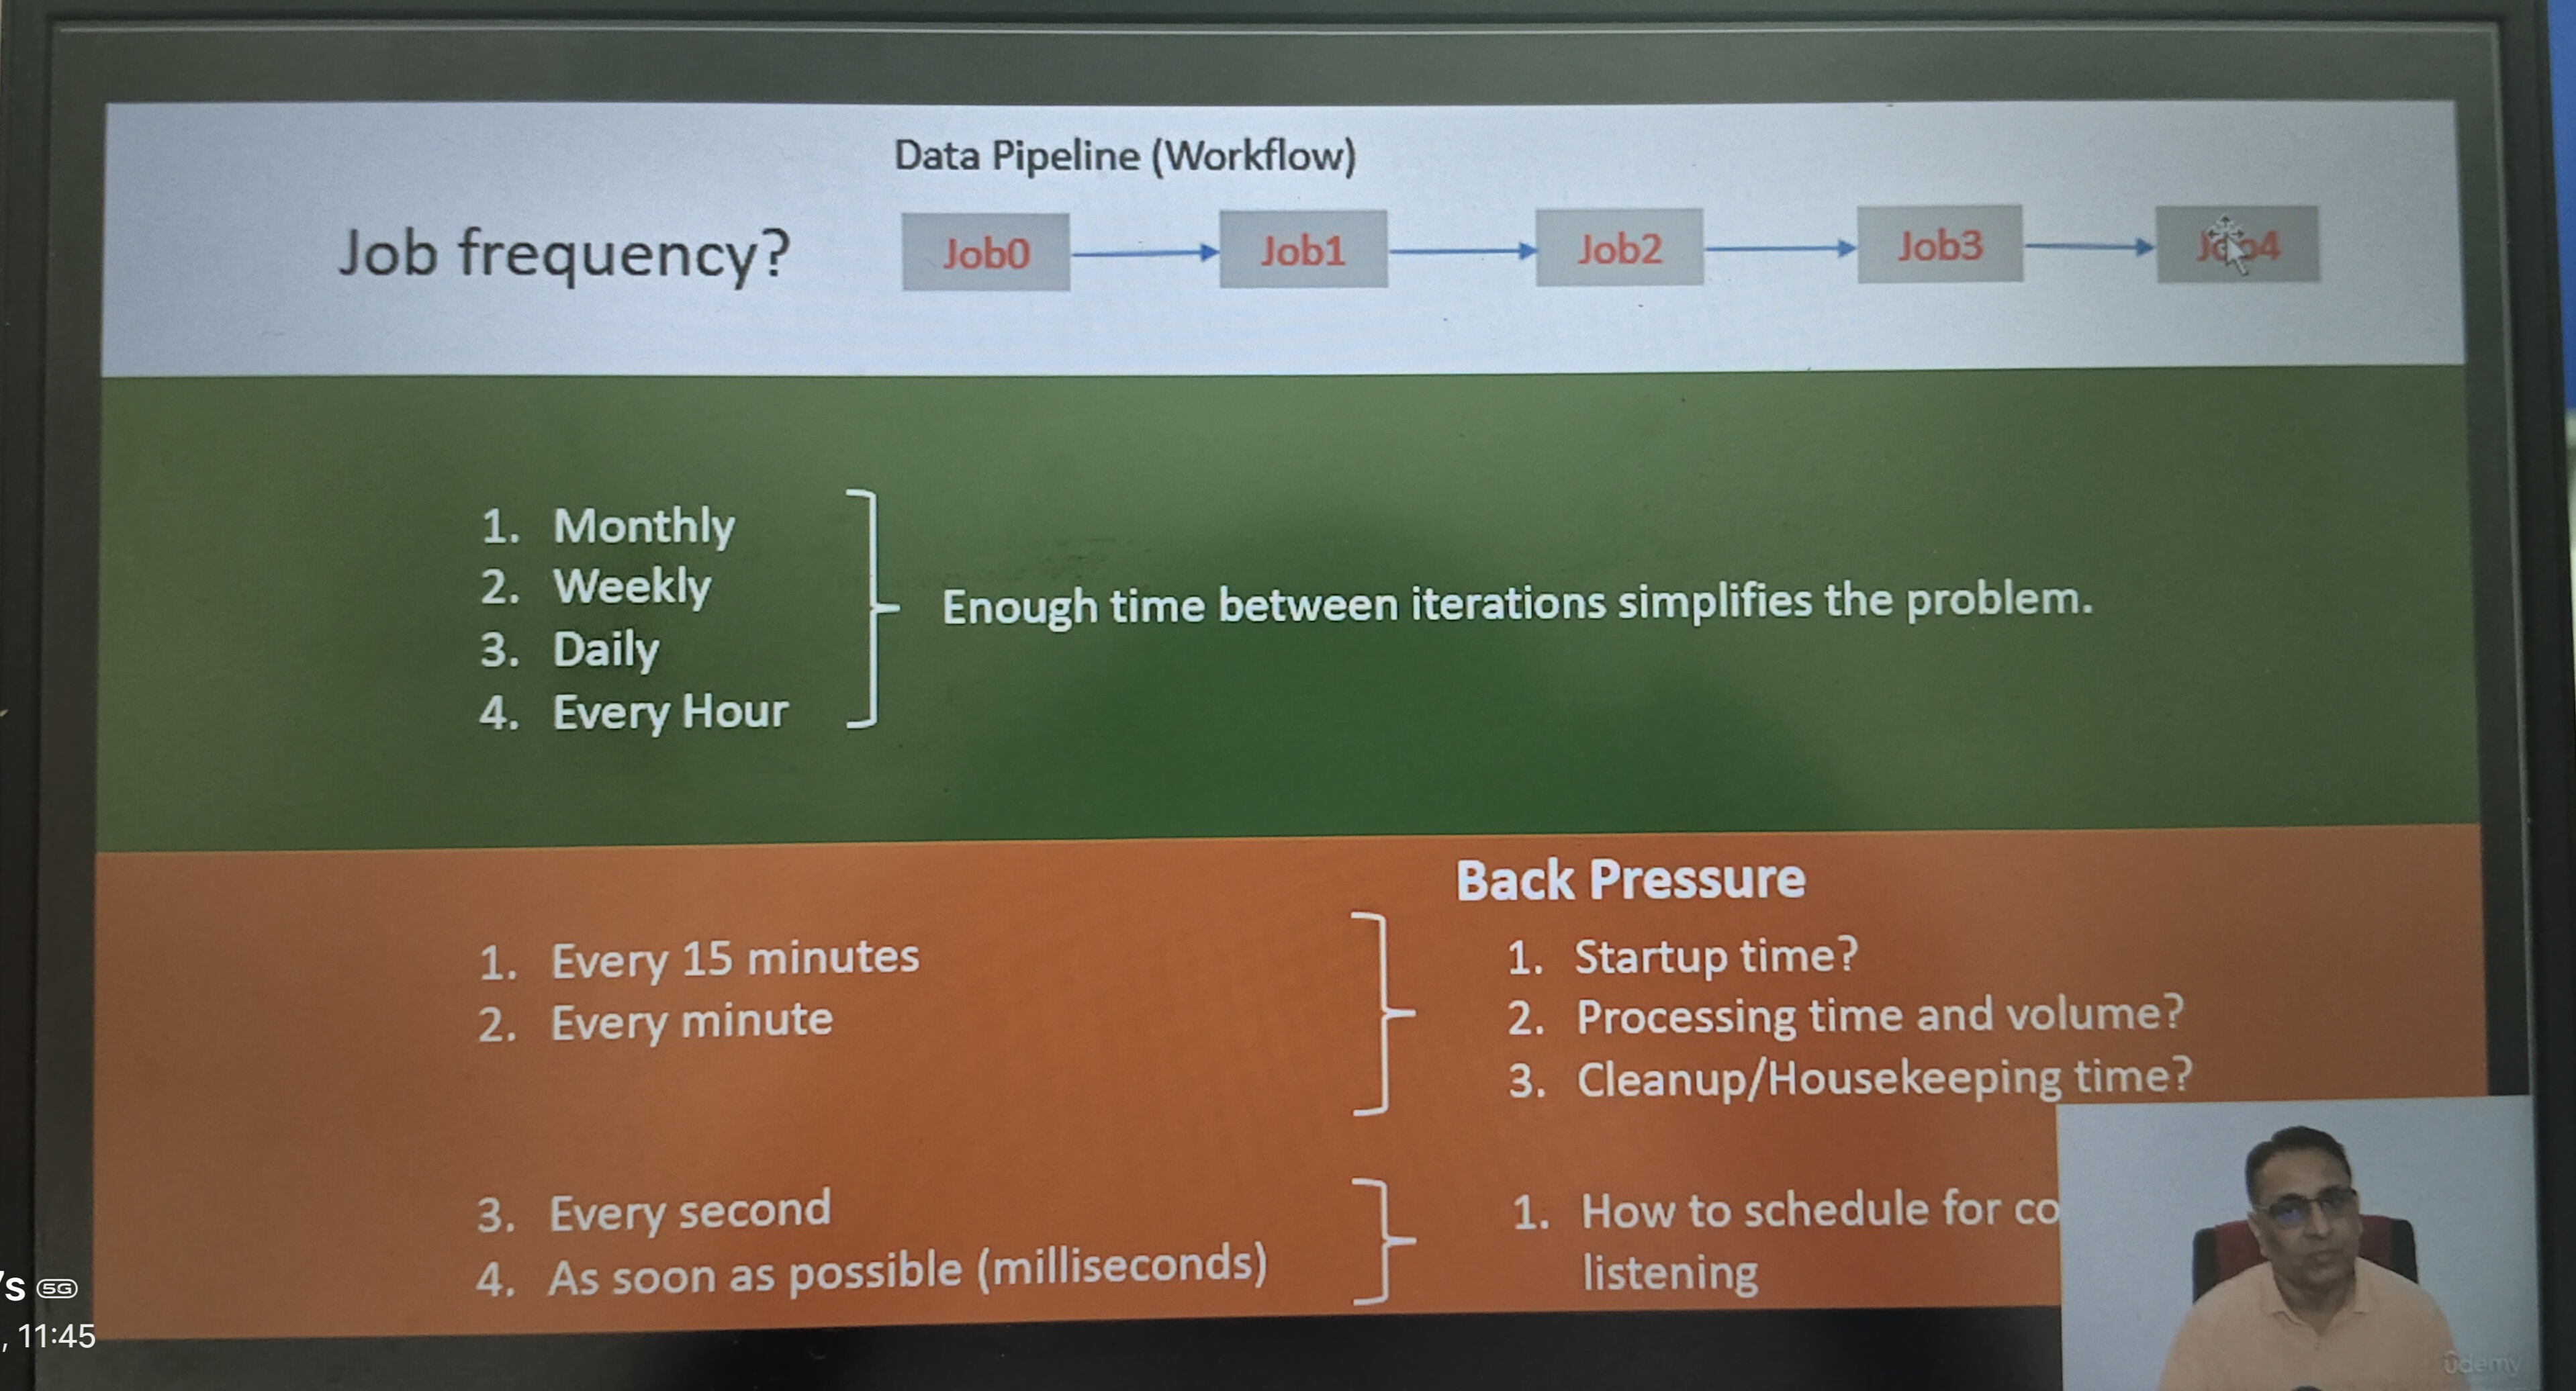 Data Pipeline (Workflow)
Job frequency?
Job0
Job1
Job2
Job3
Job4
1. Monthly
2. Weekly
3. Daily
4. Every Hour
Enough time between iterations simplifies the problem.
Back Pressure
1. Every 15 minutes
2. Every minute
1. Startup time?
2. Processing time and volume?
3. Cleanup/Housekeeping time?
3. Every second
4. As soon as possible (milliseconds)
1. How to schedule for co
listening
's 5G
, 11:45
ûdemy